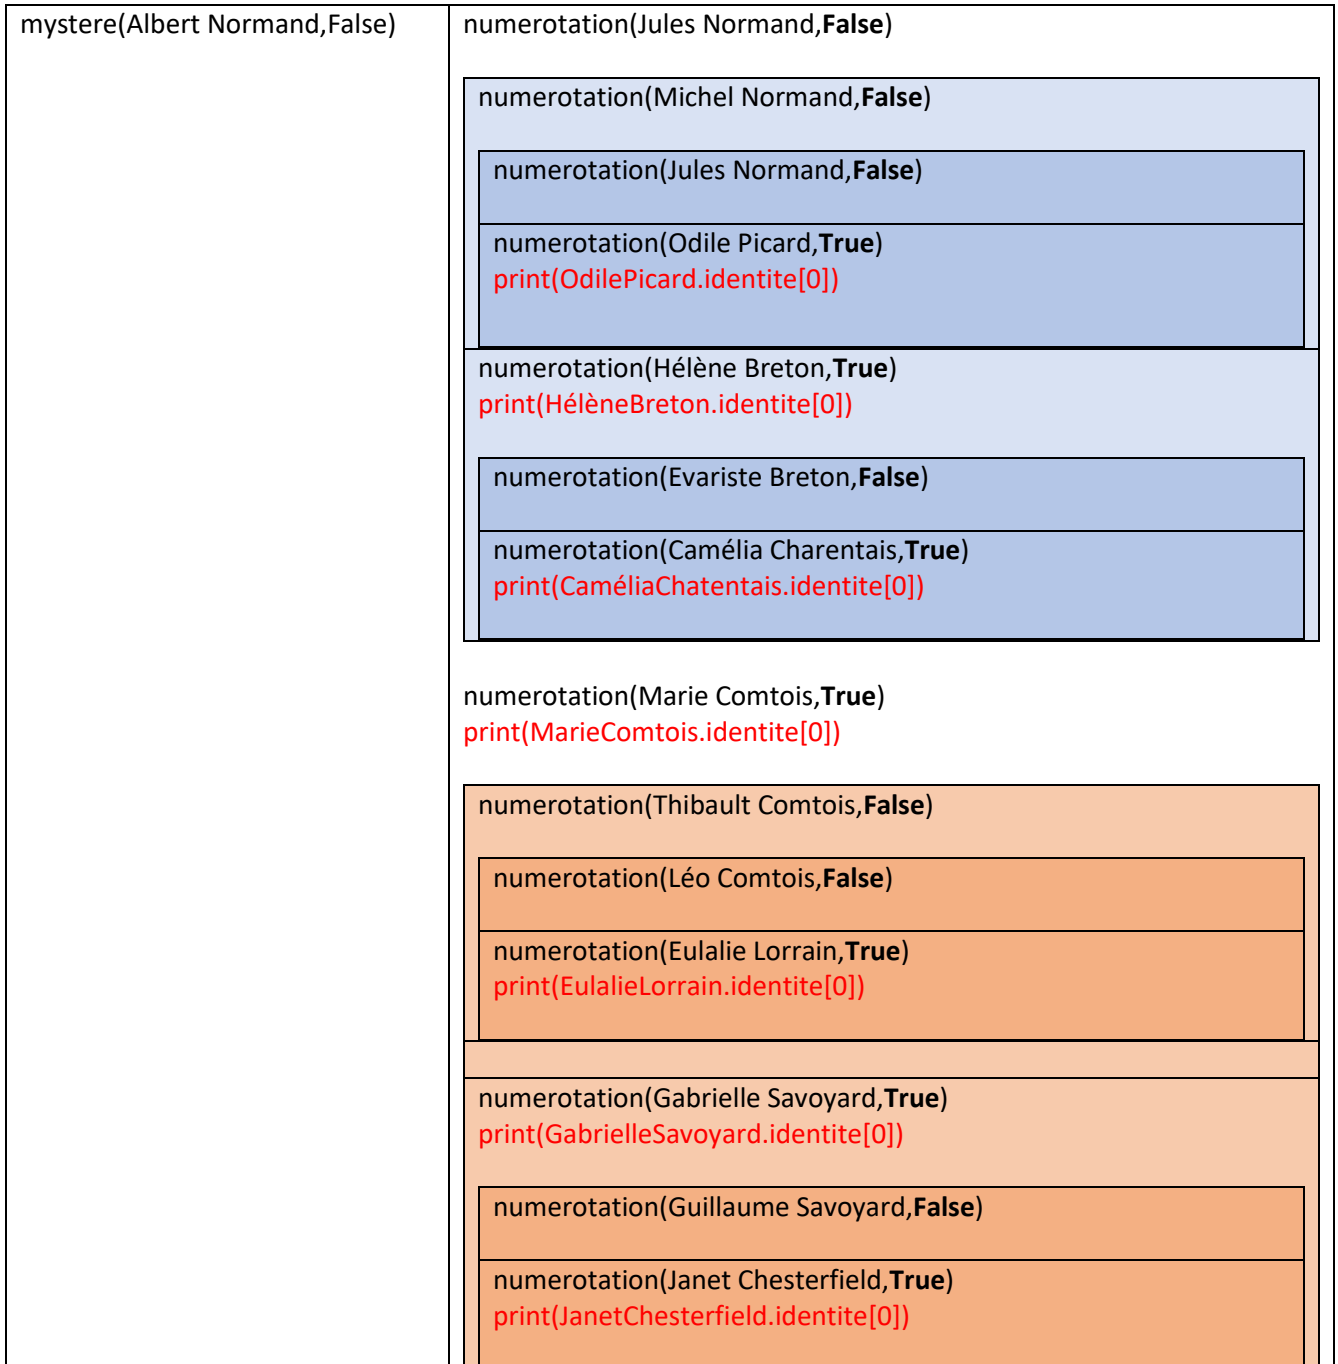 mystere(Albert Normand,False)
numerotation(Jules Normand,False)
numerotation(Michel Normand,False)
numerotation(Jules Normand,False)
numerotation(Odile Picard,True)
print(OdilePicard.identite[0])
numerotation(Hélène Breton,True)
print(HélèneBreton.identite[0])
numerotation(Evariste Breton,False)
numerotation(Camélia Charentais,True)
print(CaméliaChatentais.identite[0])
numerotation(Marie Comtois,True)
print(MarieComtois.identite[0])
numerotation(Thibault Comtois,False)
numerotation(Léo Comtois,False)
numerotation(Eulalie Lorrain,True)
print(EulalieLorrain.identite[0])
numerotation(Gabrielle Savoyard,True)
print(GabrielleSavoyard.identite[0])
numerotation(Guillaume Savoyard,False)
numerotation(Janet Chesterfield,True)
print(JanetChesterfield.identite[0])